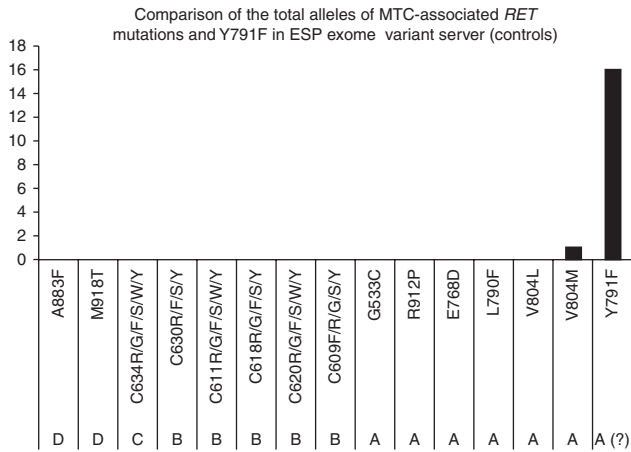 Comparison of the total alleles of MTC-associated RET
mutations and Y791F in ESP exome variant server (controls)
18
16
14
12
10
8
6
4
2
0
A883F
M918T
C634R/G/F/S/W/Y
C630R/F/S/Y
C611R/G/F/S/W/Y
C618R/G/F/S/Y
C620R/G/F/S/W/Y
C609F/R/G/S/Y
G533C
R912P
E768D
L790F
V804L
V804M
Y791F
D D C B B B B B A A A A A A A (?)